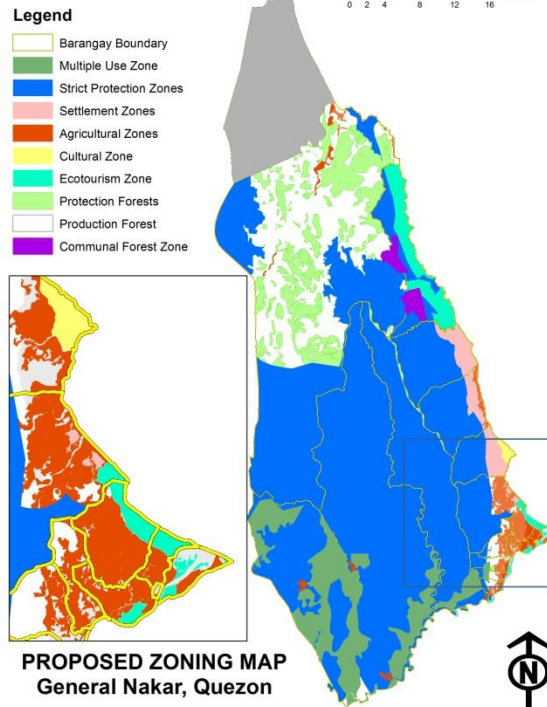 0 2 4 8 12 16
Legend
Barangay Boundary
Multiple Use Zone
Strict Protection Zones
Settlement Zones
Agricultural Zones
Cultural Zone
Ecotourism Zone
Protection Forests
Production Forest
Communal Forest Zone
PROPOSED ZONING MAP
General Nakar, Quezon
N